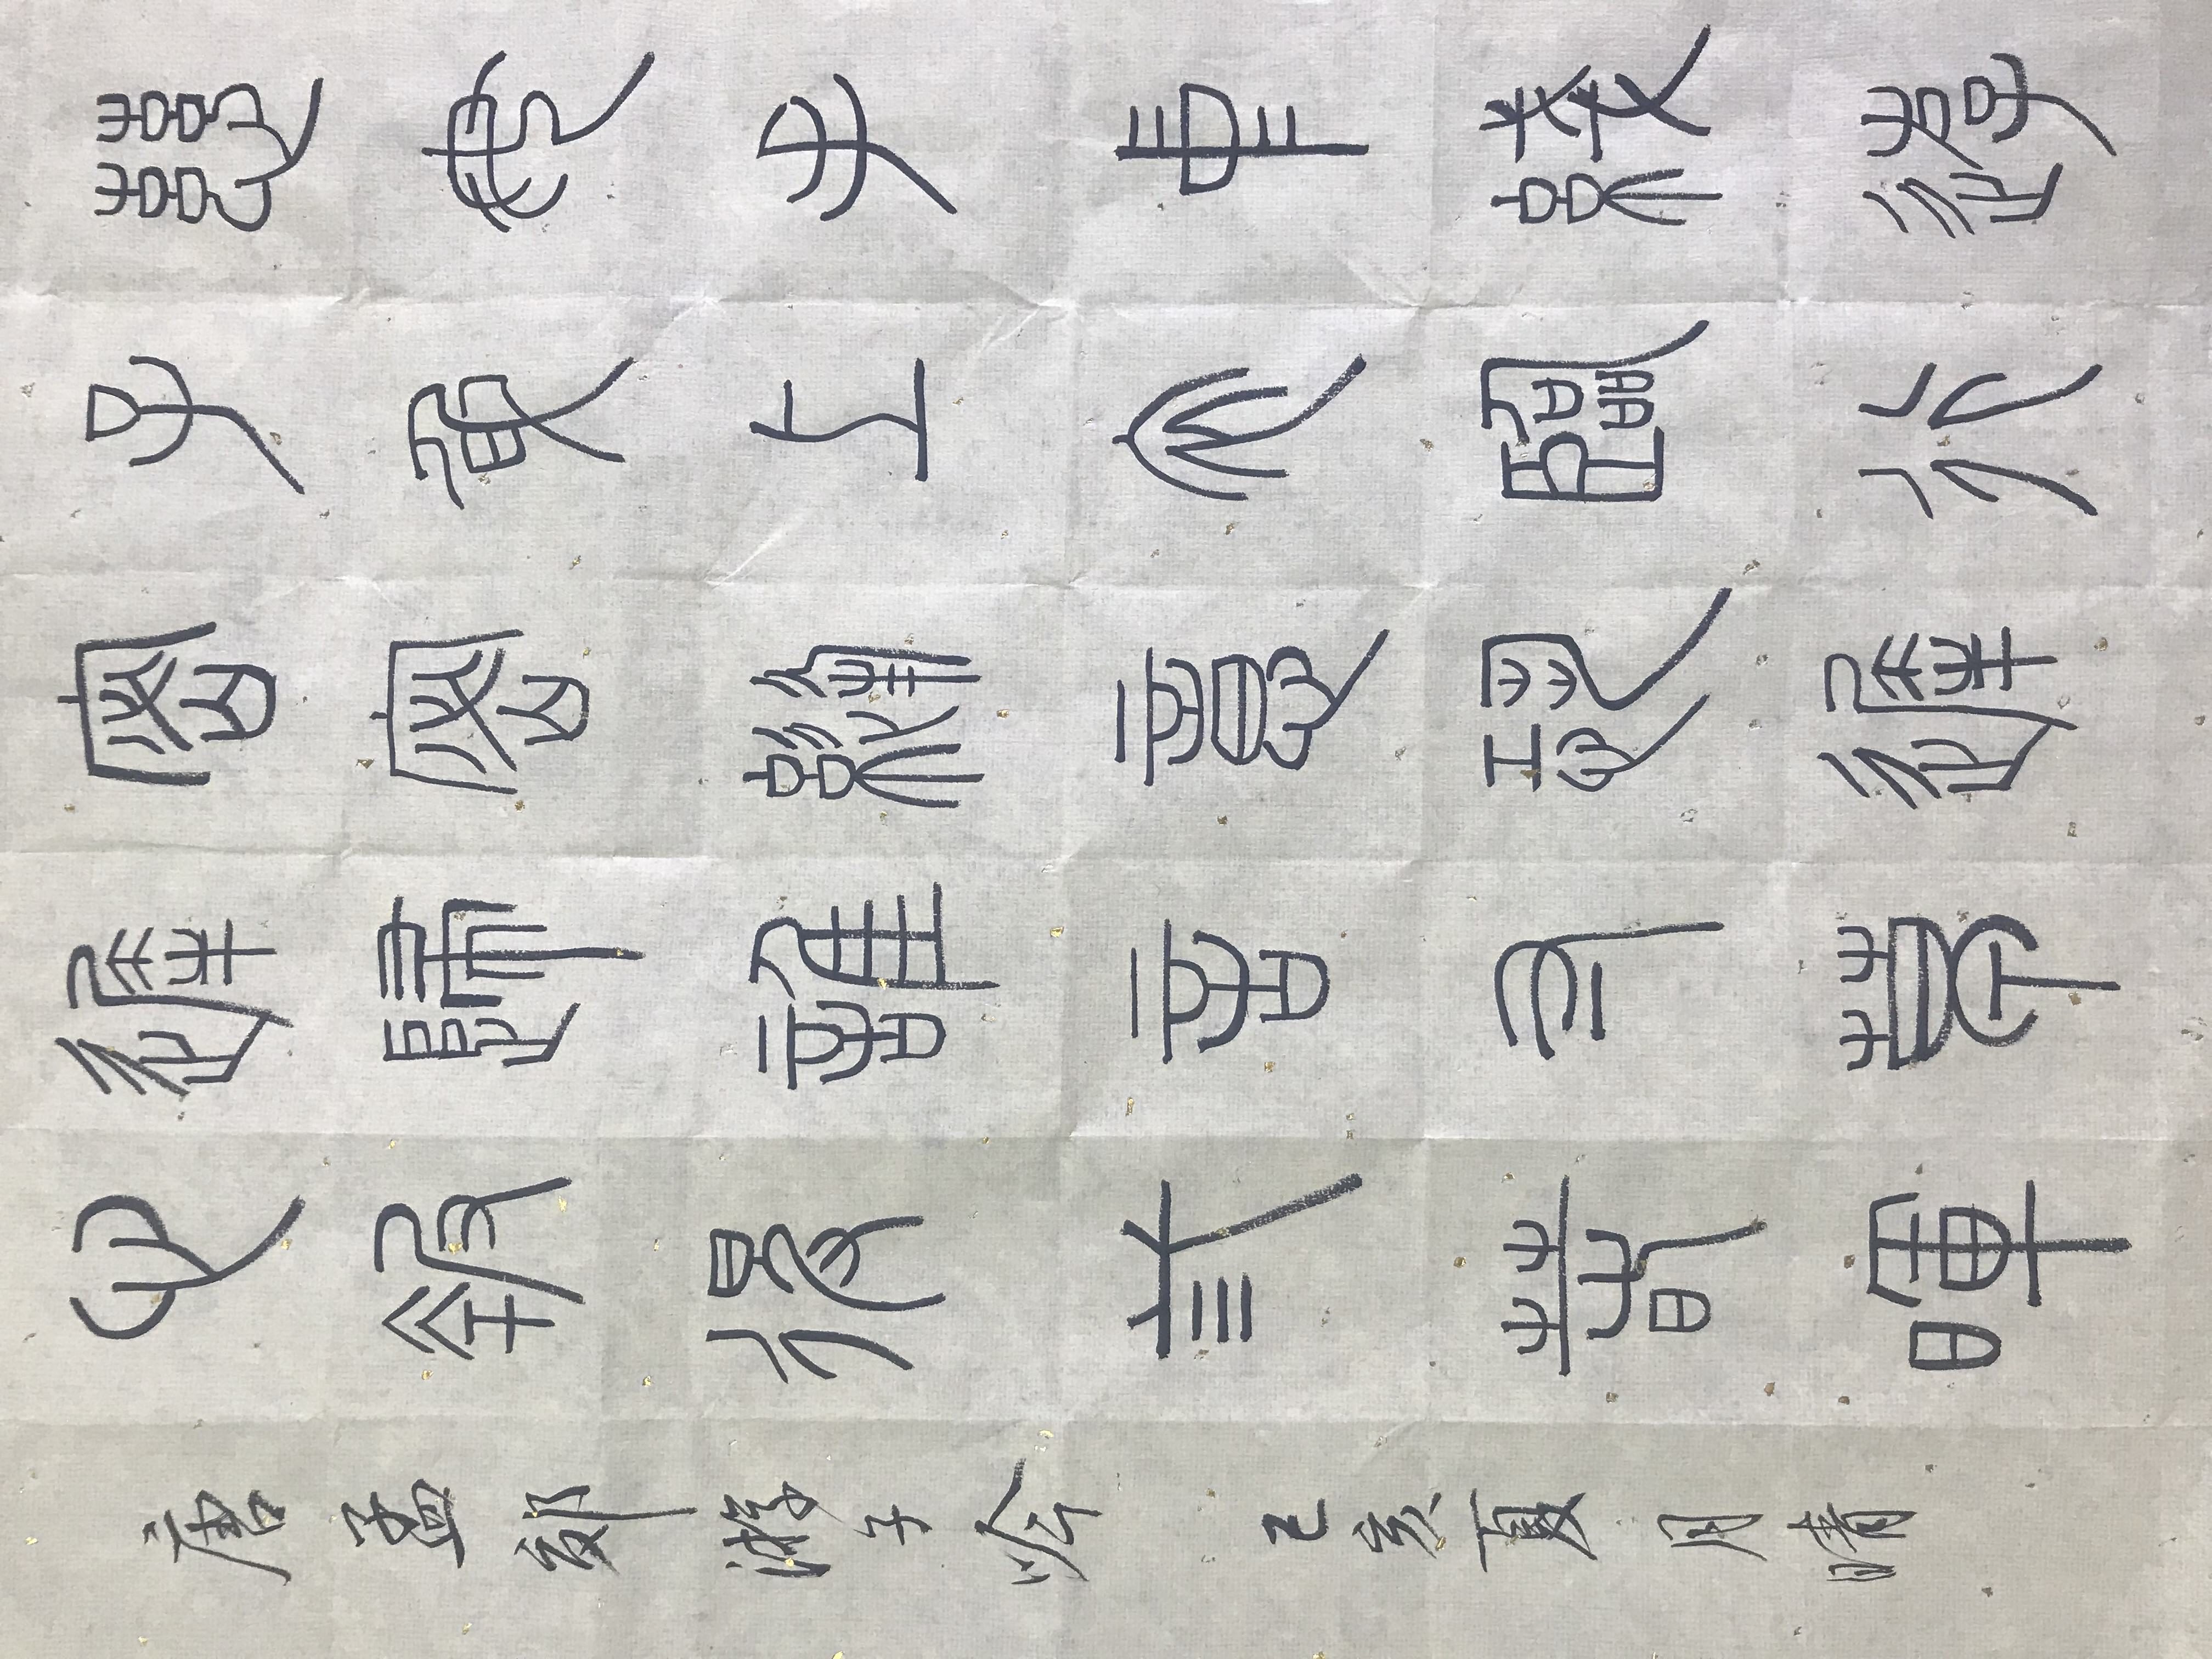 慈母手中綫遊
子身上衣臨行
密密縫意恐遲
遲歸誰言寸草
心報得三春暉
唐孟郊游子吟 己亥夏月晴